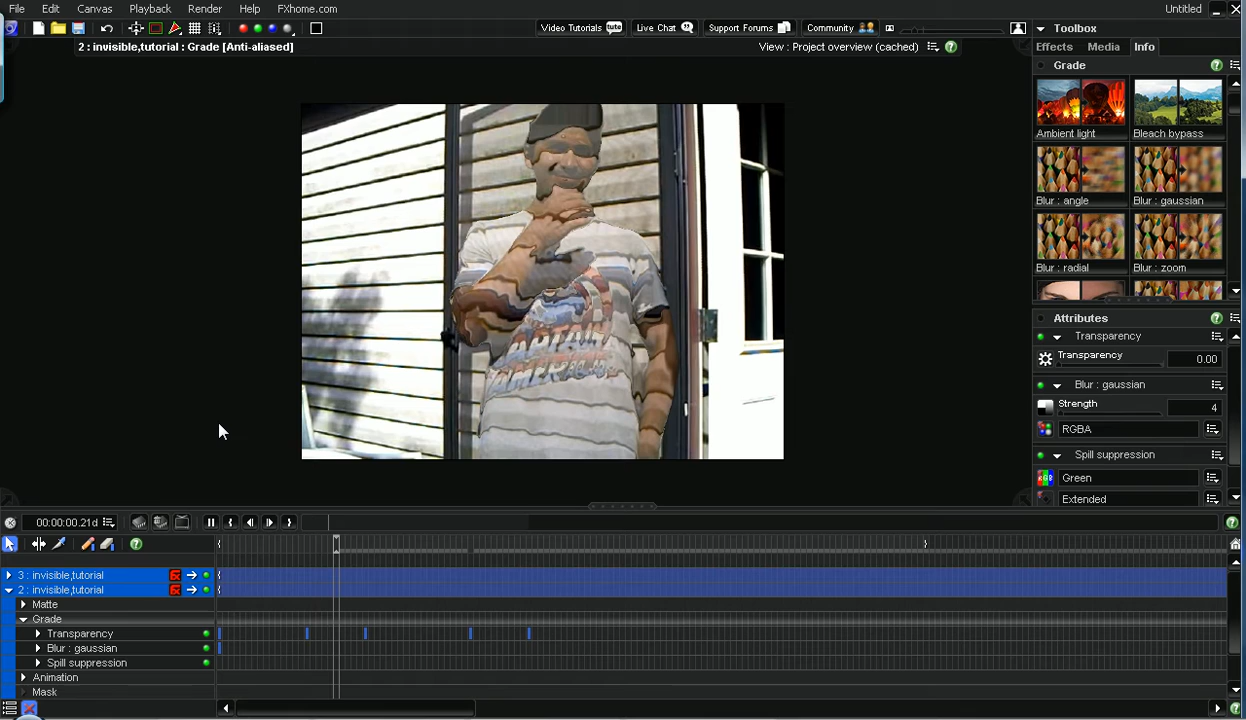 File Edit Canvas Playback Render Help FXhome.com Untitled
Video Tutorials tute Live Chat Support Forums Community
2 : invisible,tutorial : Grade [Anti-aliased] View : Project overview (cached)
Toolbox
Effects Media Info
Grade
Ambient light Bleach bypass
Blur : angle Blur : gaussian
Blur : radial Blur : zoom
Attributes
Transparency
Transparency 0.00
Blur : gaussian
Strength 4
RGBA
Spill suppression
Green
Extended
00:00:00.21d
3 : invisible,tutorial
2 : invisible,tutorial
Matte
Grade
Transparency
Blur : gaussian
Spill suppression
Animation
Mask